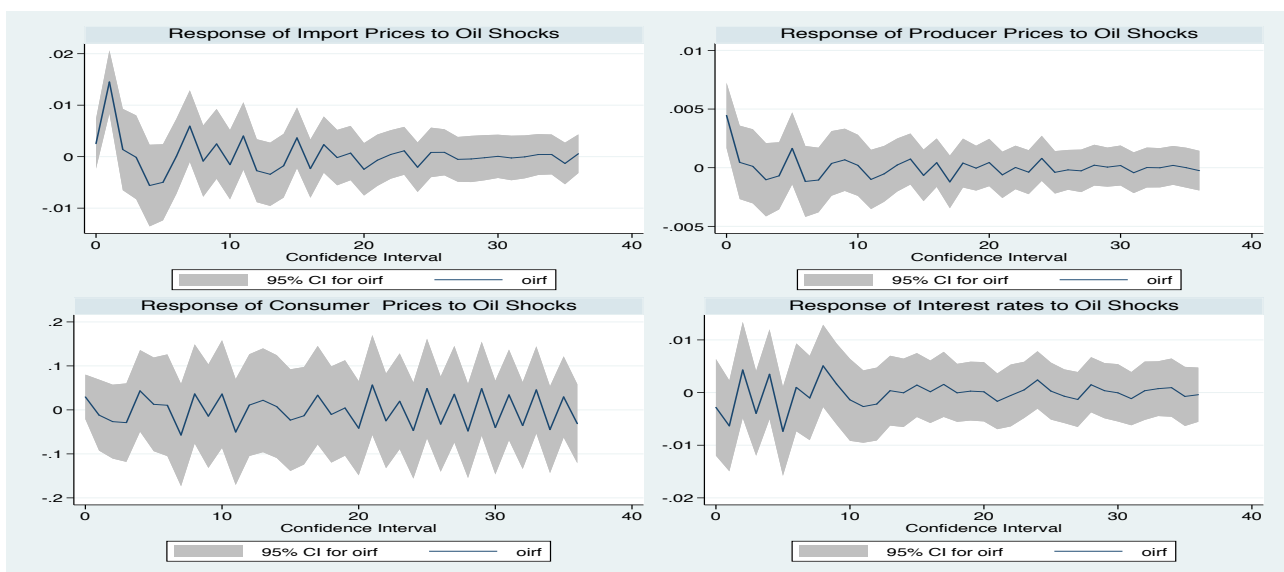 Response of Import Prices to Oil Shocks
.02
.01
0
-.01
0 10 20 30 40
Confidence Interval
95% CI for oirf oirf
Response of Producer Prices to Oil Shocks
.01
.005
0
-.005
0 10 20 30 40
Confidence Interval
95% CI for oirf oirf
Response of Consumer  Prices to Oil Shocks
.2
.1
0
-.1
-.2
0 10 20 30 40
Confidence Interval
95% CI for oirf oirf
Response of Interest rates to Oil Shocks
.01
0
-.01
-.02
0 10 20 30 40
Confidence Interval
95% CI for oirf oirf